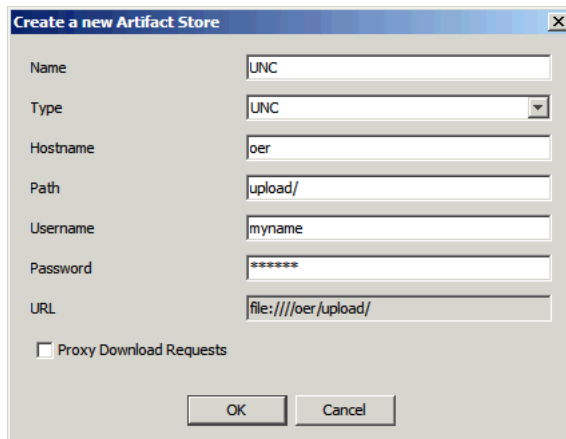 Create a new Artifact Store
Name UNC
Type UNC
Hostname oer
Path upload/
Username myname
Password ******
URL file:////oer/upload/
Proxy Download Requests
OK Cancel